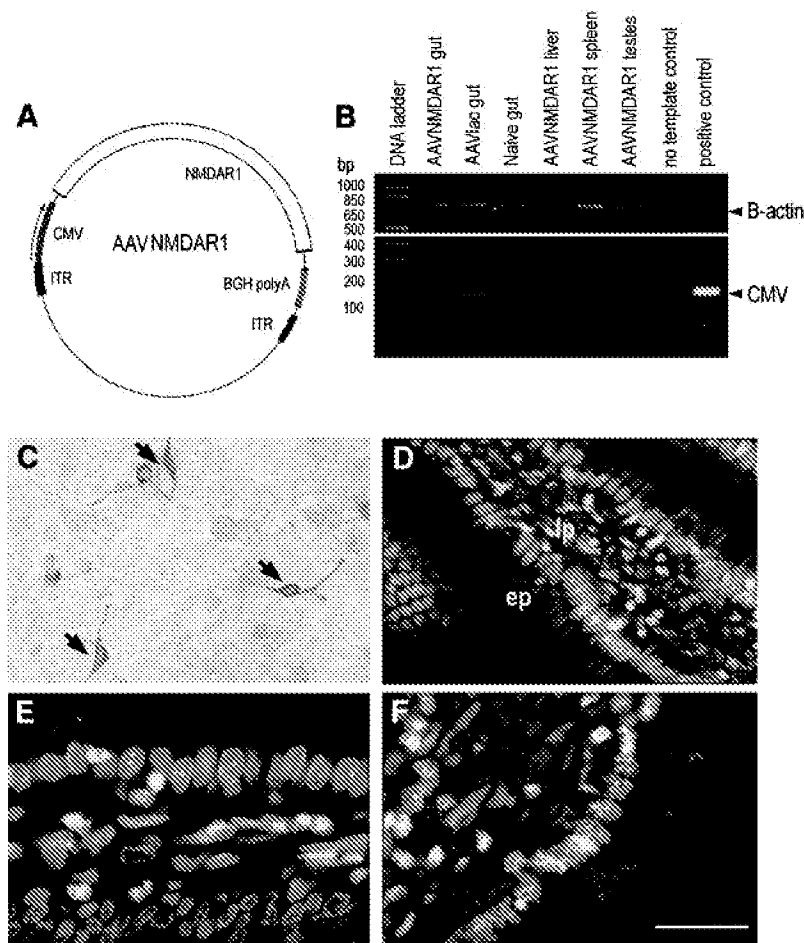 A
NMDAR1
CMV
AAVNMDAR1
ITR
BGH polyA
ITR
B
DNA ladder
AAVNMDAR1 gut
AAVlac gut
Naive gut
AAVNMDAR1 liver
AAVNMDAR1 spleen
AAVNMDAR1 testes
no template control
positive control
bp
1000
850
650
500
400
300
200
100
B-actin
CMV
C
D
lp
ep
E
F